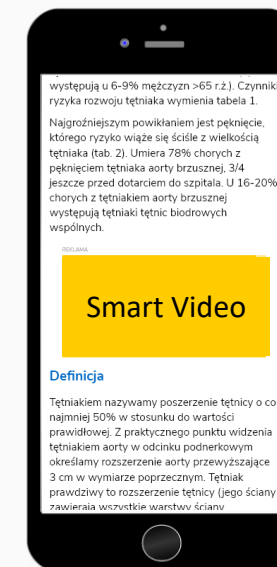 występują u 6-9% mężczyzn >65 r.ż.). Czynniki
ryzyka rozwoju tętniaka wymienia tabela 1.
Najgroźniejszym powikłaniem jest pęknięcie,
którego ryzyko wiąże się ściśle z wielkością
tętniaka (tab. 2). Umiera 78% chorych z
pęknięciem tętniaka aorty brzusznej, 3/4
jeszcze przed dotarciem do szpitala. U 16-20%
chorych z tętniakiem aorty brzusznej
występują tętniaki tętnic biodrowych
wspólnych.
REKLAMA
Smart Video
Definicja
Tętniakiem nazywamy poszerzenie tętnicy o co
najmniej 50% w stosunku do wartości
prawidłowej. Z praktycznego punktu widzenia
tętniakiem aorty w odcinku podnerkowym
określamy rozszerzenie aorty przewyższające
3 cm w wymiarze poprzecznym. Tętniak
prawdziwy to rozszerzenie tętnicy (jego ściany
zawierają wszystkie warstwy ściany